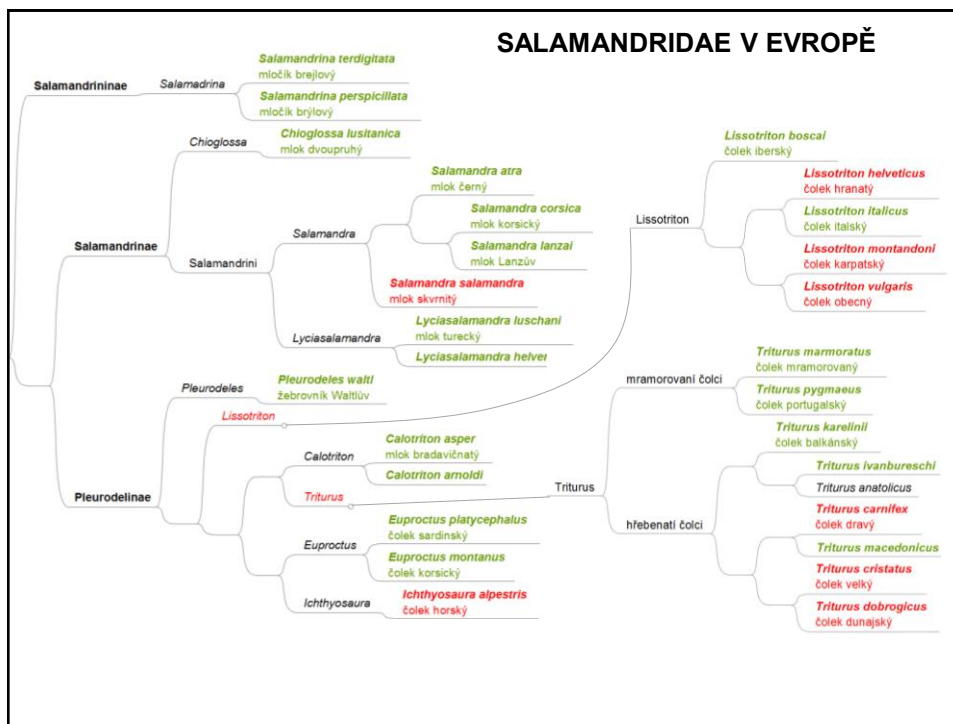 SALAMANDRIDAE V EVROPĚ
Salamandrininae
Salamadrina
Salamandrina terdigitata
mločík brejlový
Salamandrina perspicillata
mločík brýlový
Salamandrinae
Chioglossa
Chioglossa lusitanica
mlok dvoupruhý
Salamandrini
Salamandra
Salamandra atra
mlok černý
Salamandra corsica
mlok korsický
Salamandra lanzai
mlok Lanzův
Salamandra salamandra
mlok skvrnitý
Lyciasalamandra
Lyciasalamandra luschani
mlok turecký
Lyciasalamandra helver
Pleurodelinae
Pleurodeles
Pleurodeles waltl
žebrovník Waltlův
Lissotriton
Calotriton
Calotriton asper
mlok bradavičnatý
Calotriton arnoldi
Triturus
Euproctus
Euproctus platycephalus
čolek sardinský
Euproctus montanus
čolek korsický
Ichthyosaura
Ichthyosaura alpestris
čolek horský
Lissotriton
Lissotriton boscai
čolek iberský
Lissotriton helveticus
čolek hranatý
Lissotriton italicus
čolek italský
Lissotriton montandoni
čolek karpatský
Lissotriton vulgaris
čolek obecný
Triturus
mramorovaní čolci
Triturus marmoratus
čolek mramorovaný
Triturus pygmaeus
čolek portugalský
hřebenatí čolci
Triturus karelinii
čolek balkánský
Triturus ivanbureschi
Triturus anatolicus
Triturus carnifex
čolek dravý
Triturus macedonicus
Triturus cristatus
čolek velký
Triturus dobrogicus
čolek dunajský